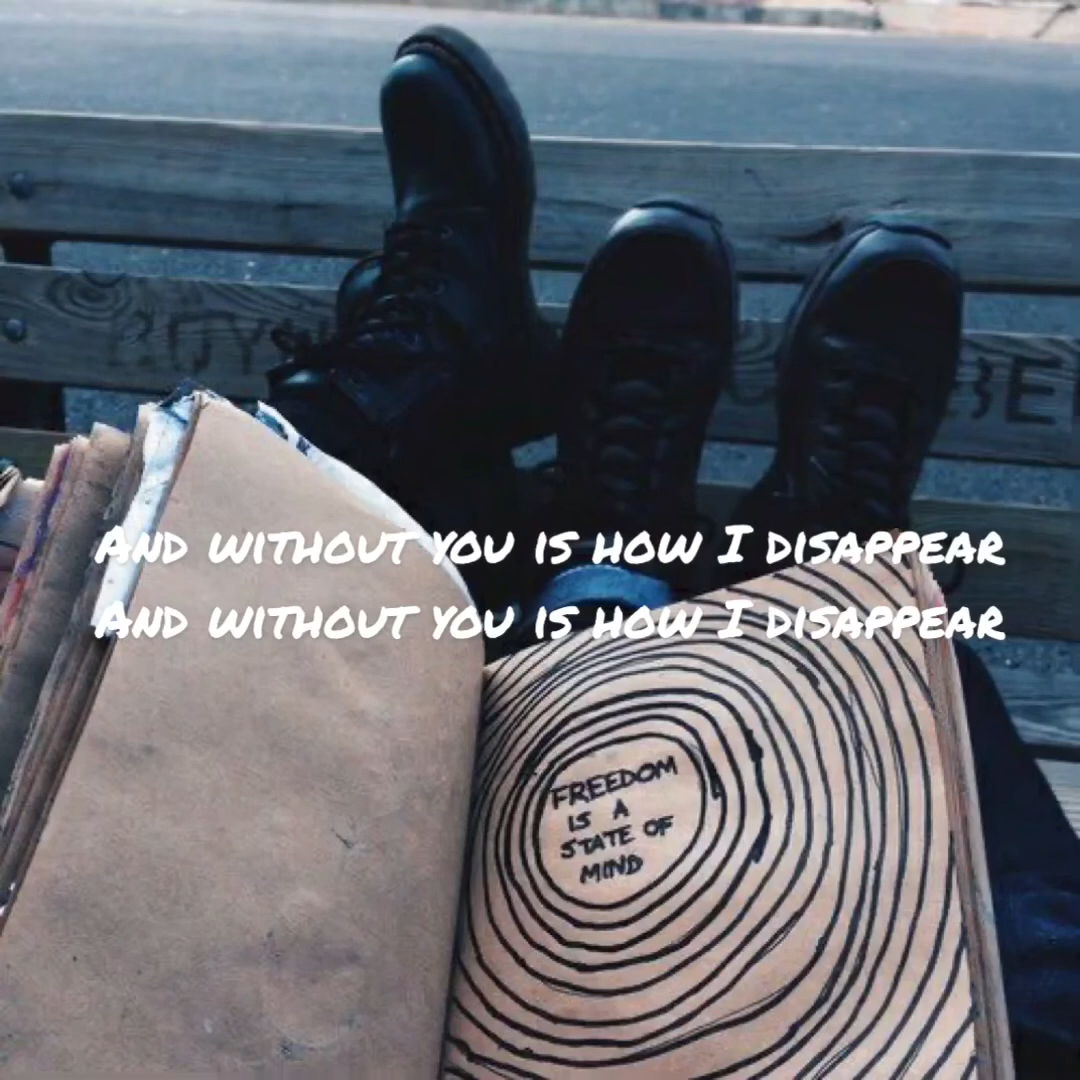 And without you is how I disappear
And without you is how I disappear
FREEDOM
IS A
STATE OF
MIND